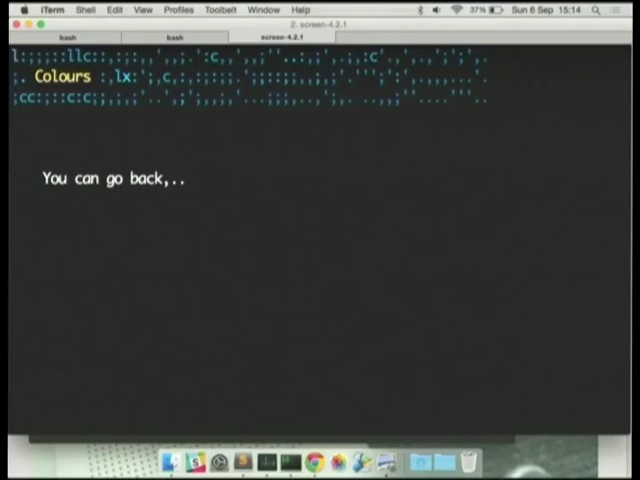 iTerm Shell Edit View Profiles Toolbelt Window Help 37% Sun 6 Sep 15:14
2. screen-4.2.1
bash bash screen-4.2.1
Colours
You can go back,..